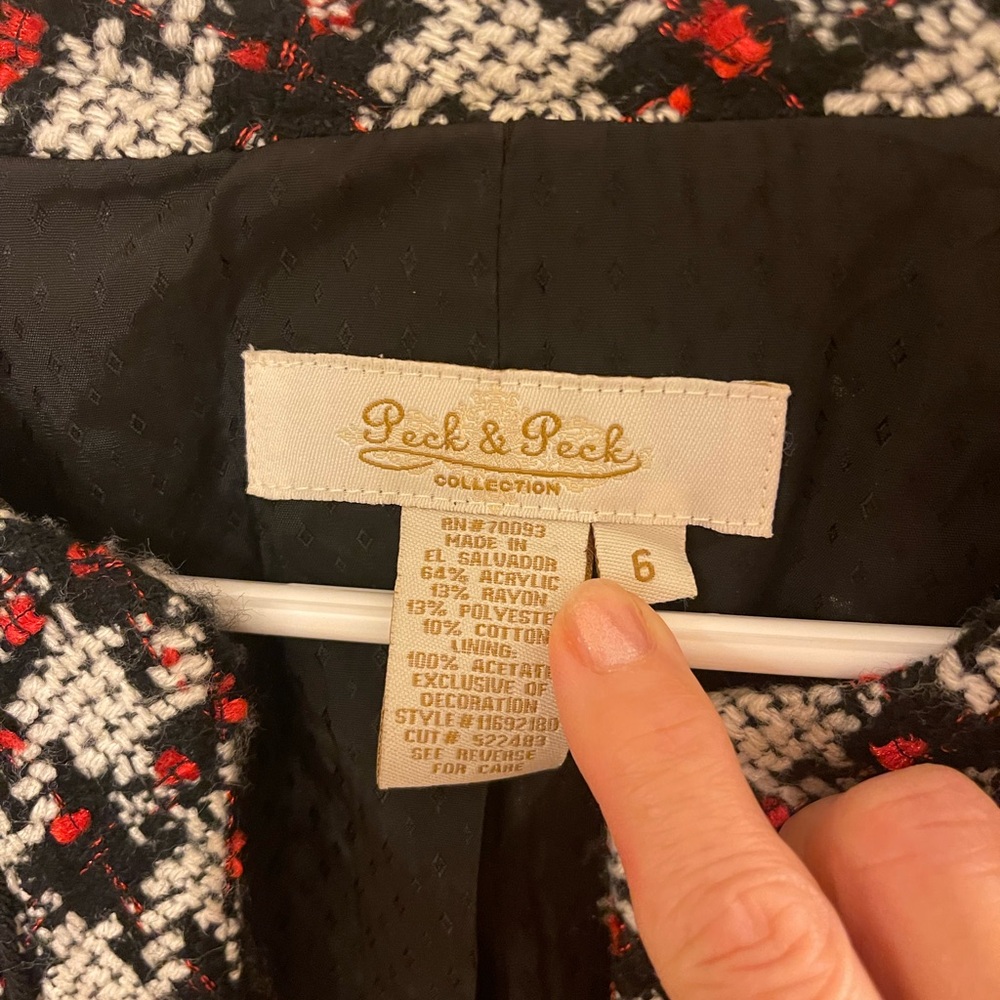 Peck & Peck
COLLECTION
RN#70093
MADE IN
EL SALVADOR
64% ACRYLIC
13% RAYON
13% POLYESTE
10% COTTON
LINING:
100% ACETAT
EXCLUSIVE OF
DECORATION
STYLE#11692180
CUT# 522483
SEE REVERSE
FOR CARE
6